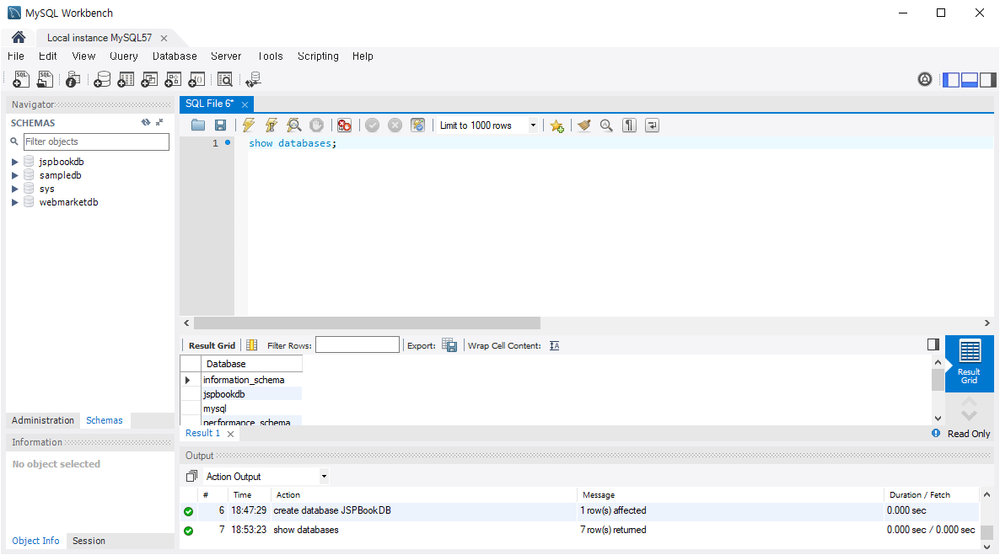 MySQL Workbench
Local instance MySQL57
File Edit View Query Database Server Tools Scripting Help
Navigator
SCHEMAS
Filter objects
jspbookdb
sampledb
sys
webmarketdb
Administration Schemas
Information
No object selected
Object Info Session
SQL File 6*
Limit to 1000 rows
1 show databases;
Result Grid Filter Rows: Export: Wrap Cell Content:
Database
information_schema
jspbookdb
mysql
performance_schema
Result Grid
Result 1
Read Only
Output
Action Output
# Time Action Message Duration / Fetch
6 18:47:29 create database JSPBookDB 1 row(s) affected 0.000 sec
7 18:53:23 show databases 7 row(s) returned 0.000 sec / 0.000 sec